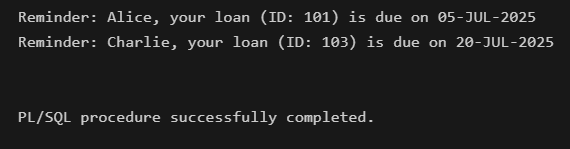 Reminder: Alice, your loan (ID: 101) is due on 05-JUL-2025
Reminder: Charlie, your loan (ID: 103) is due on 20-JUL-2025
PL/SQL procedure successfully completed.